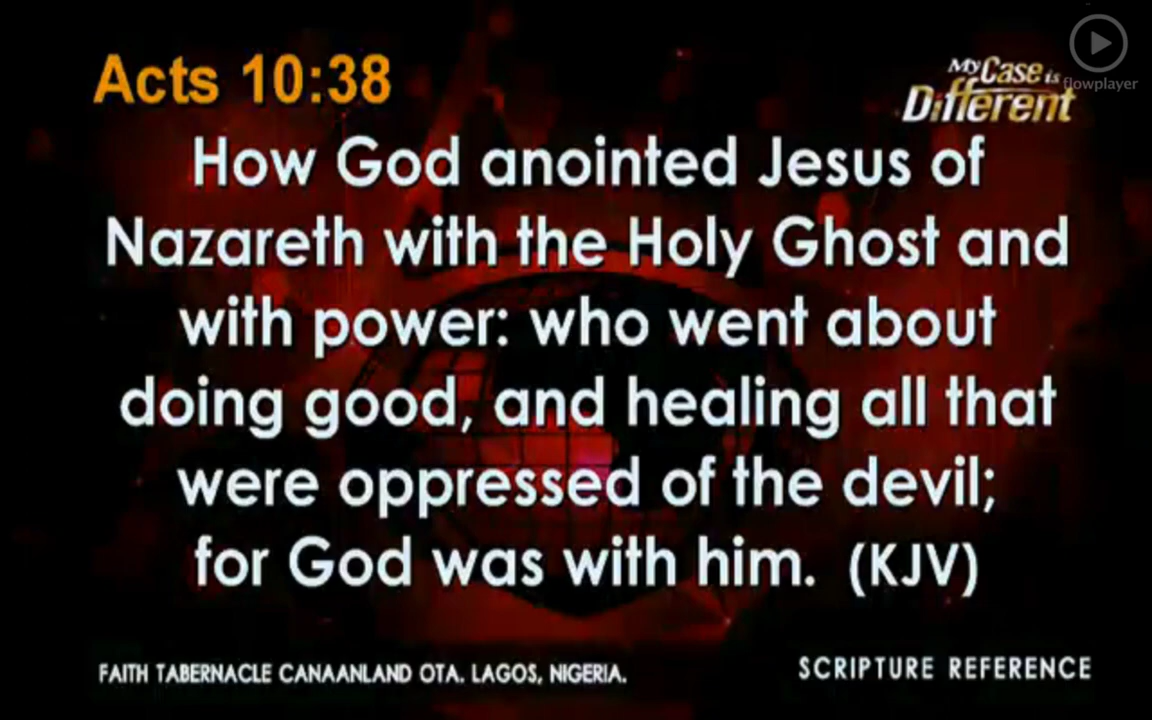 Acts 10:38
My Case is
Different
flowplayer
How God anointed Jesus of
Nazareth with the Holy Ghost and
with power: who went about
doing good, and healing all that
were oppressed of the devil;
for God was with him. (KJV)
FAITH TABERNACLE CANAANLAND OTA. LAGOS, NIGERIA.
SCRIPTURE REFERENCE